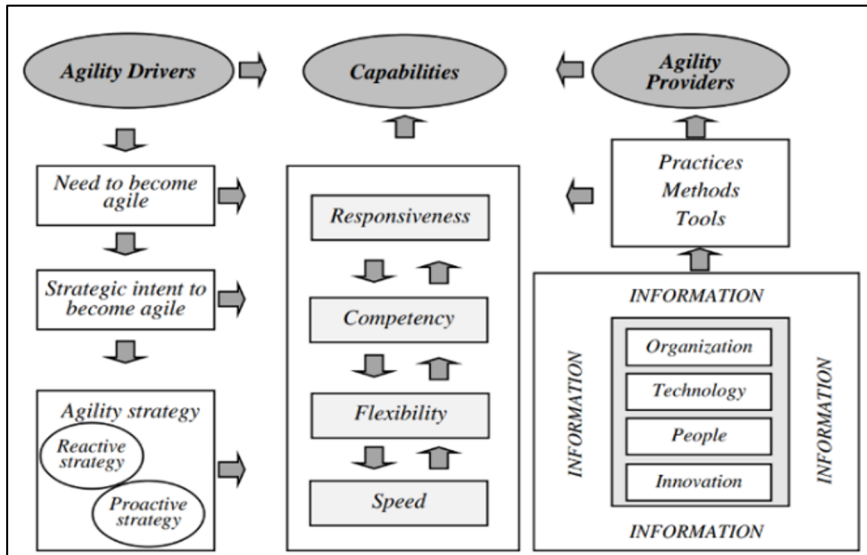 Agility Drivers
Need to become
agile
Strategic intent to
become agile
Agility strategy
Reactive
strategy
Proactive
strategy
Capabilities
Responsiveness
Competency
Flexibility
Speed
Agility
Providers
Practices
Methods
Tools
INFORMATION
INFORMATION
Organization
Technology
People
Innovation
INFORMATION
INFORMATION